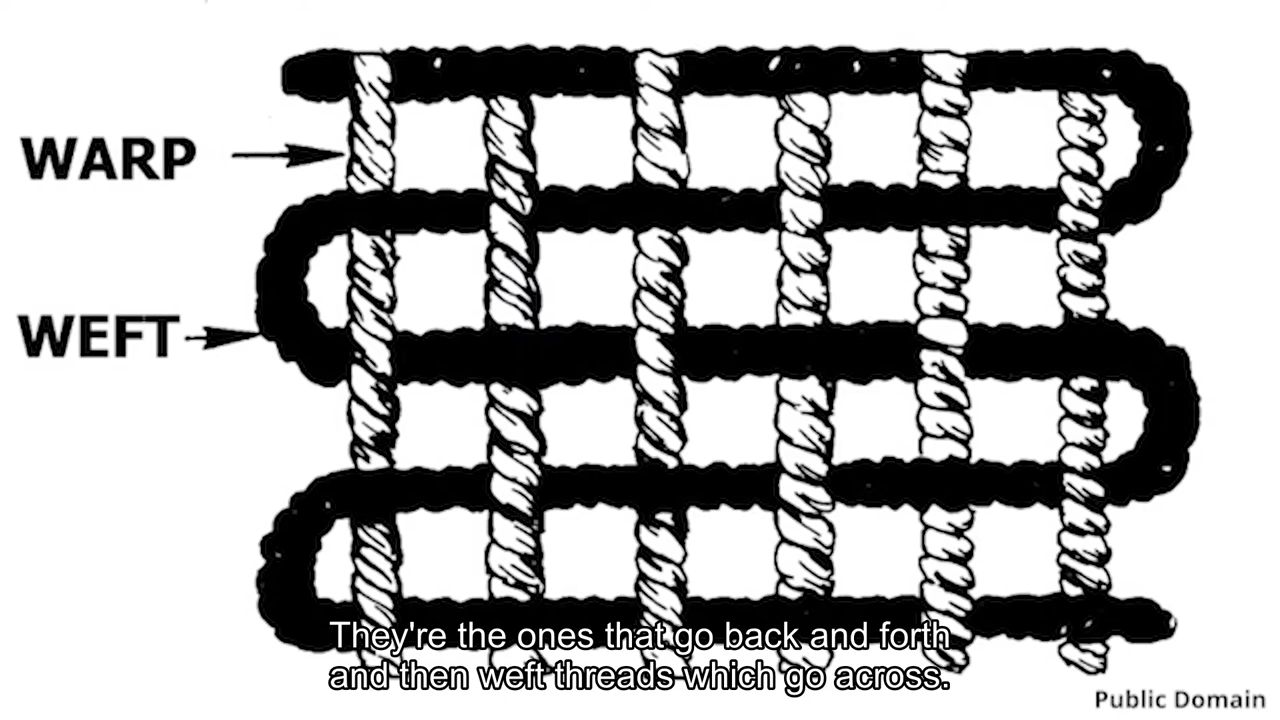 WARP
WEFT
They're the ones that go back and forth
and then weft threads which go across.
Public Domain